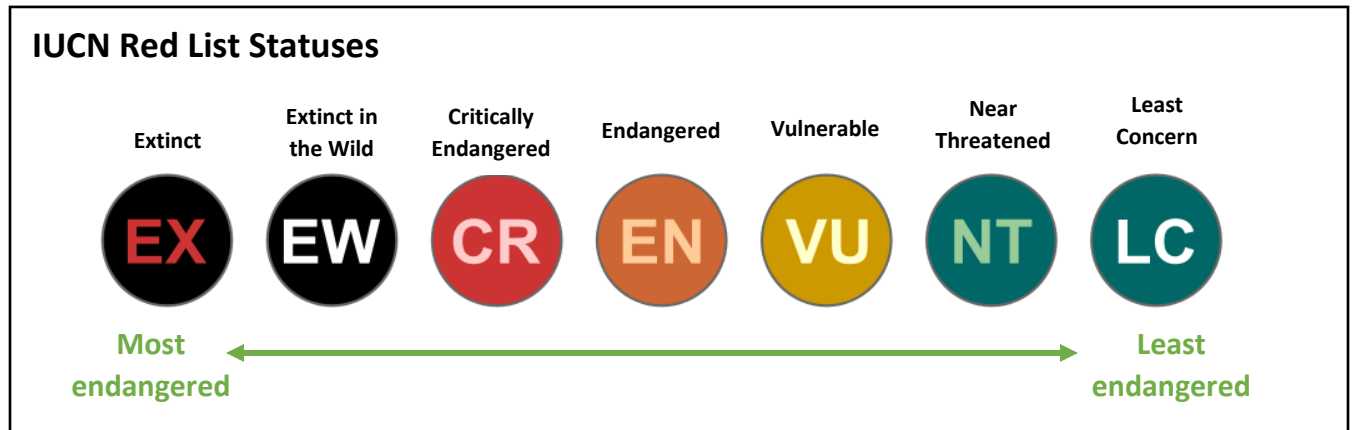 IUCN Red List Statuses
Extinct
Extinct in
the Wild
Critically
Endangered
Endangered
Vulnerable
Near
Threatened
Least
Concern
EX
EW
CR
EN
VU
NT
LC
Most
endangered
Least
endangered